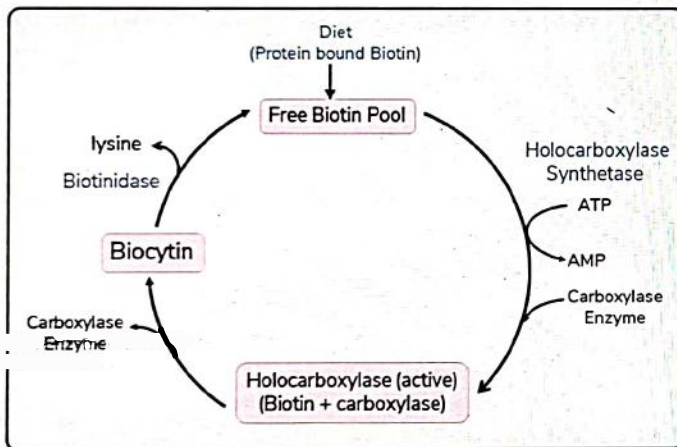 Diet
(Protein bound Biotin)
Free Biotin Pool
lysine
Biotinidase
Holocarboxylase
Synthetase
ATP
AMP
Biocytin
Carboxylase
Enzyme
Carboxylase
Enzyme
Holocarboxylase (active)
(Biotin + carboxylase)